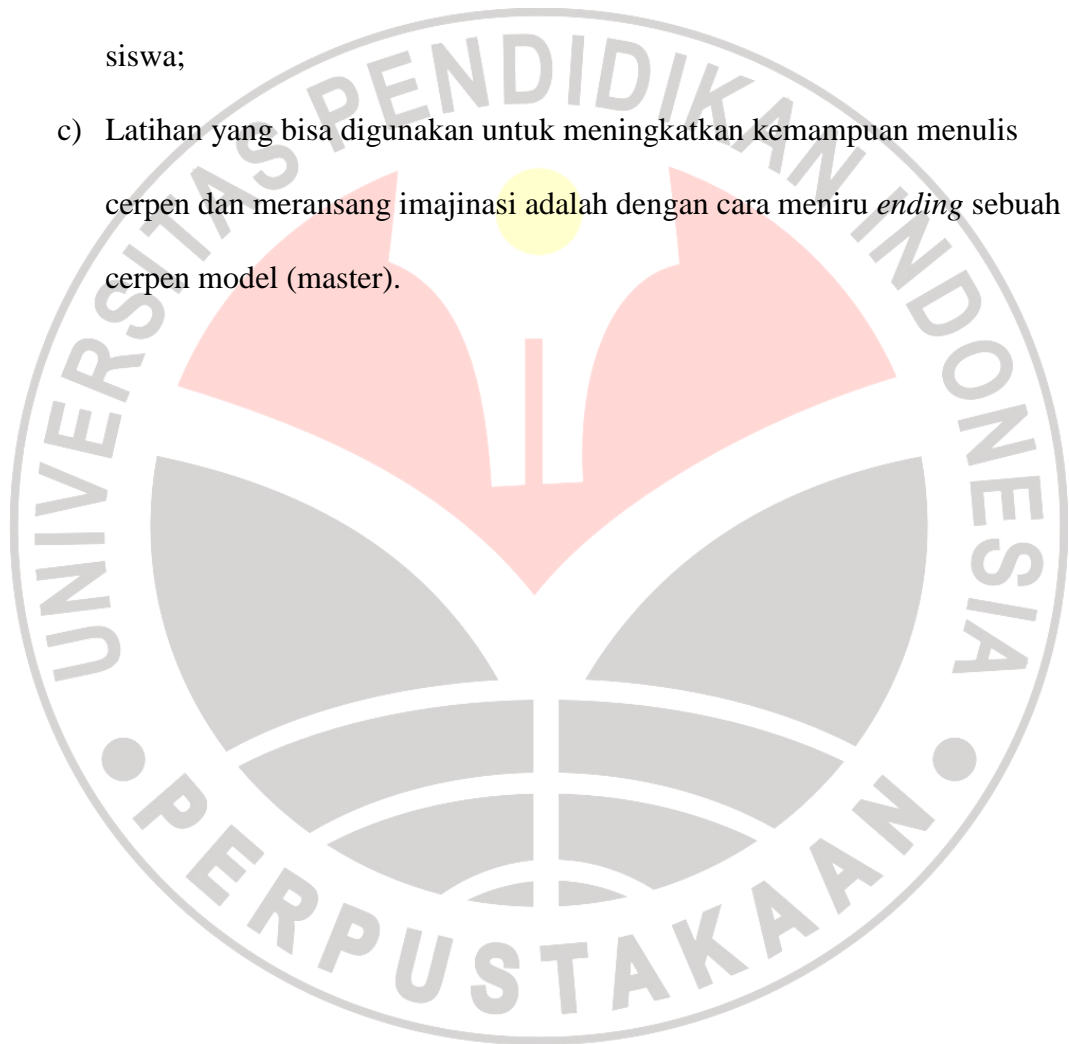 siswa;
c) Latihan yang bisa digunakan untuk meningkatkan kemampuan menulis
cerpen dan meransang imajinasi adalah dengan cara meniru ending sebuah
cerpen model (master).
UNIVERSITAS PENDIDIKAN INDONESIA
PERPUSTAKAAN